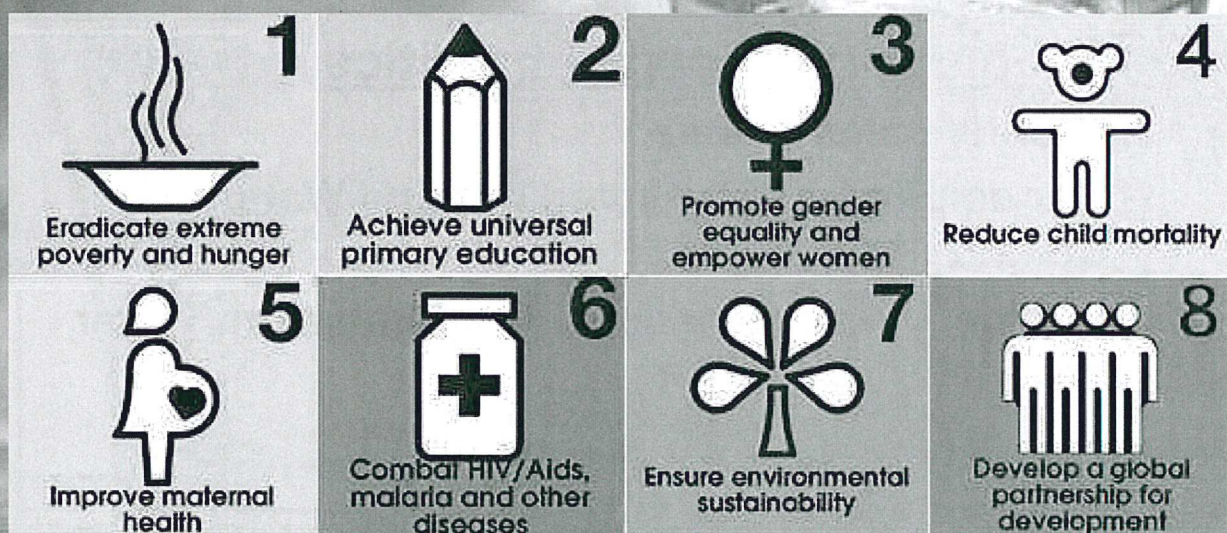 1
Eradicate extreme
poverty and hunger
2
Achieve universal
primary education
3
Promote gender
equality and
empower women
4
Reduce child mortality
5
Improve maternal
health
6
Combat HIV/Aids,
malaria and other
diseases
7
Ensure environmental
sustainability
8
Develop a global
partnership for
development